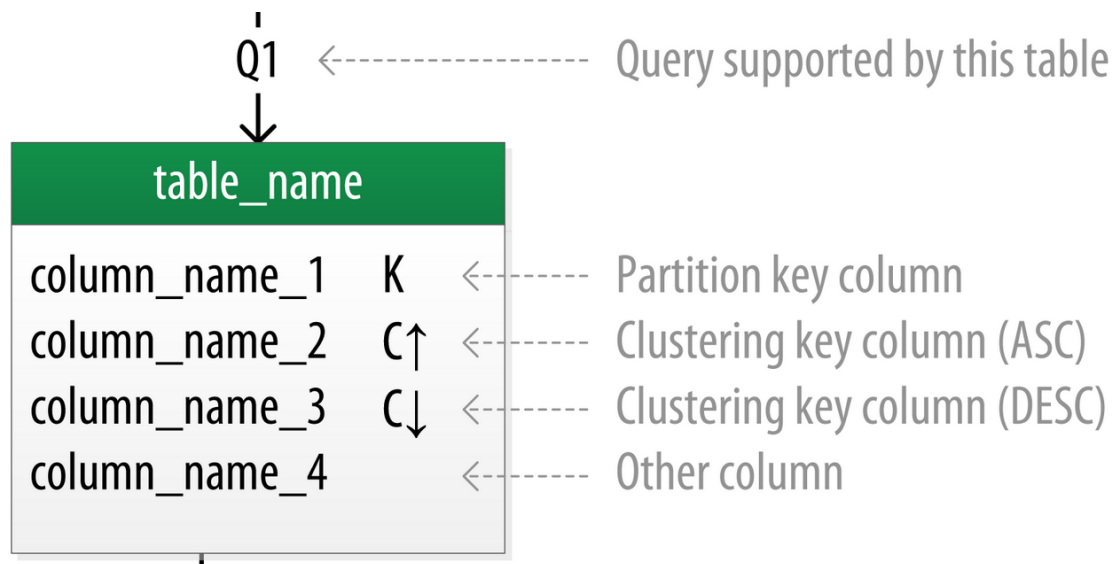 Q1 Query supported by this table
table_name
column_name_1 K Partition key column
column_name_2 C↑ Clustering key column (ASC)
column_name_3 C↓ Clustering key column (DESC)
column_name_4 Other column